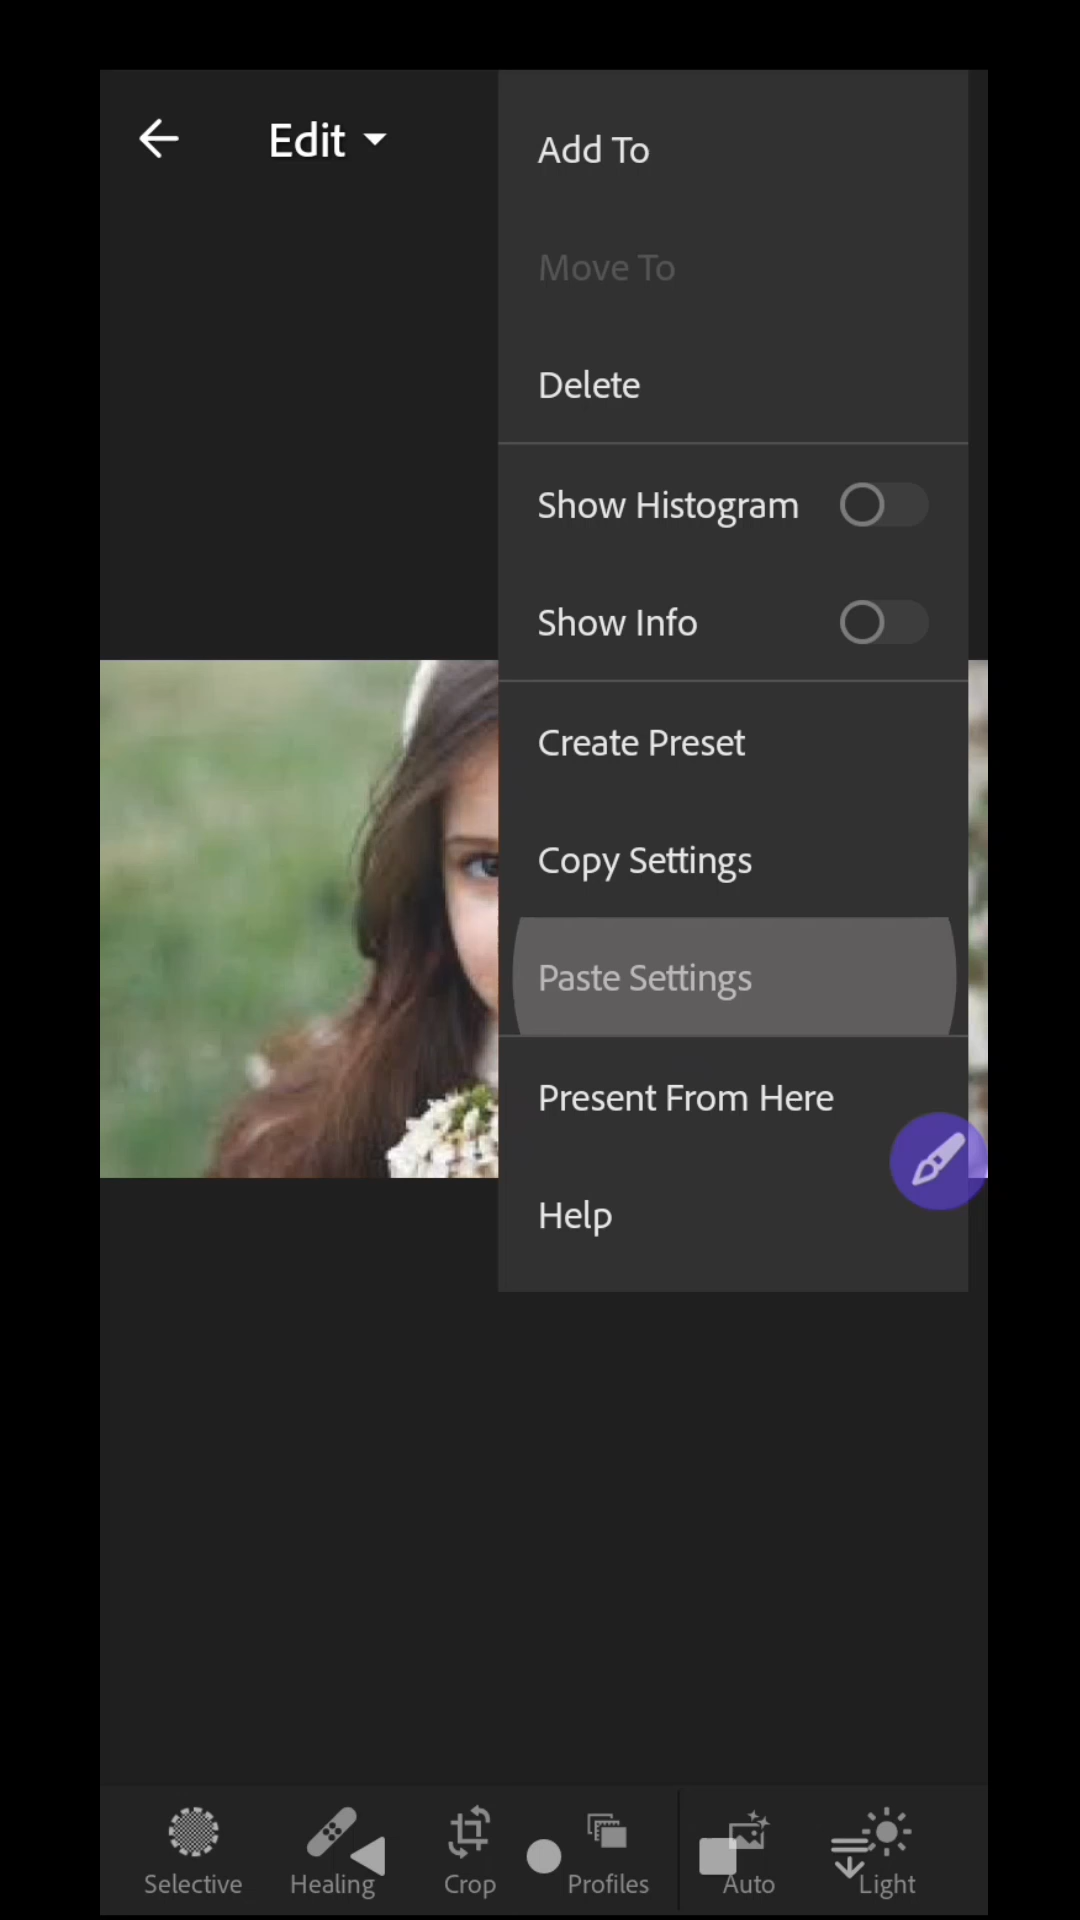 Edit
Add To
Move To
Delete
Show Histogram
Show Info
Create Preset
Copy Settings
Paste Settings
Present From Here
Help
Selective
Healing
Crop
Profiles
Auto
Light